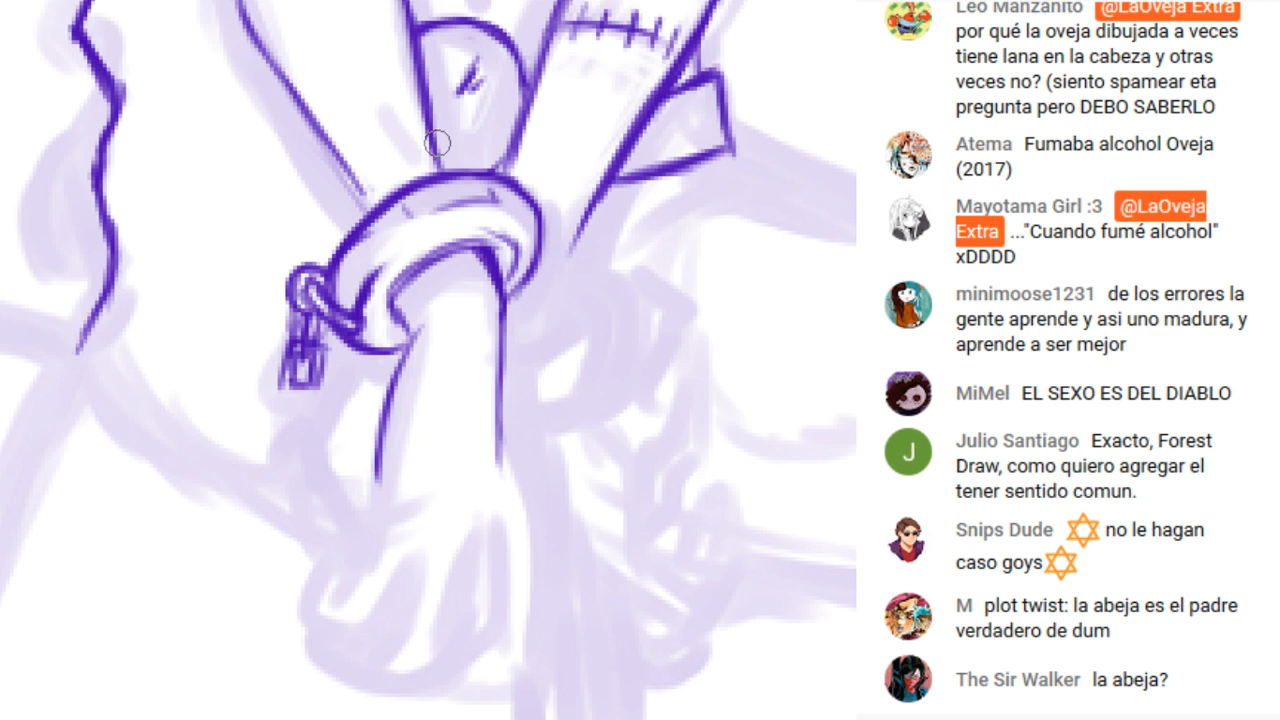 Leo Manzanito @LaOveja Extra
por qué la oveja dibujada a veces
tiene lana en la cabeza y otras
veces no? (siento spamear eta
pregunta pero DEBO SABERLO
Atema Fumaba alcohol Oveja
(2017)
Mayotama Girl :3 @LaOveja
Extra ..."Cuando fumé alcohol"
xDDDD
minimoose1231 de los errores la
gente aprende y asi uno madura, y
aprende a ser mejor
MiMel EL SEXO ES DEL DIABLO
J Julio Santiago Exacto, Forest
Draw, como quiero agregar el
tener sentido comun.
Snips Dude ✡ no le hagan
caso goys✡
M plot twist: la abeja es el padre
verdadero de dum
The Sir Walker la abeja?